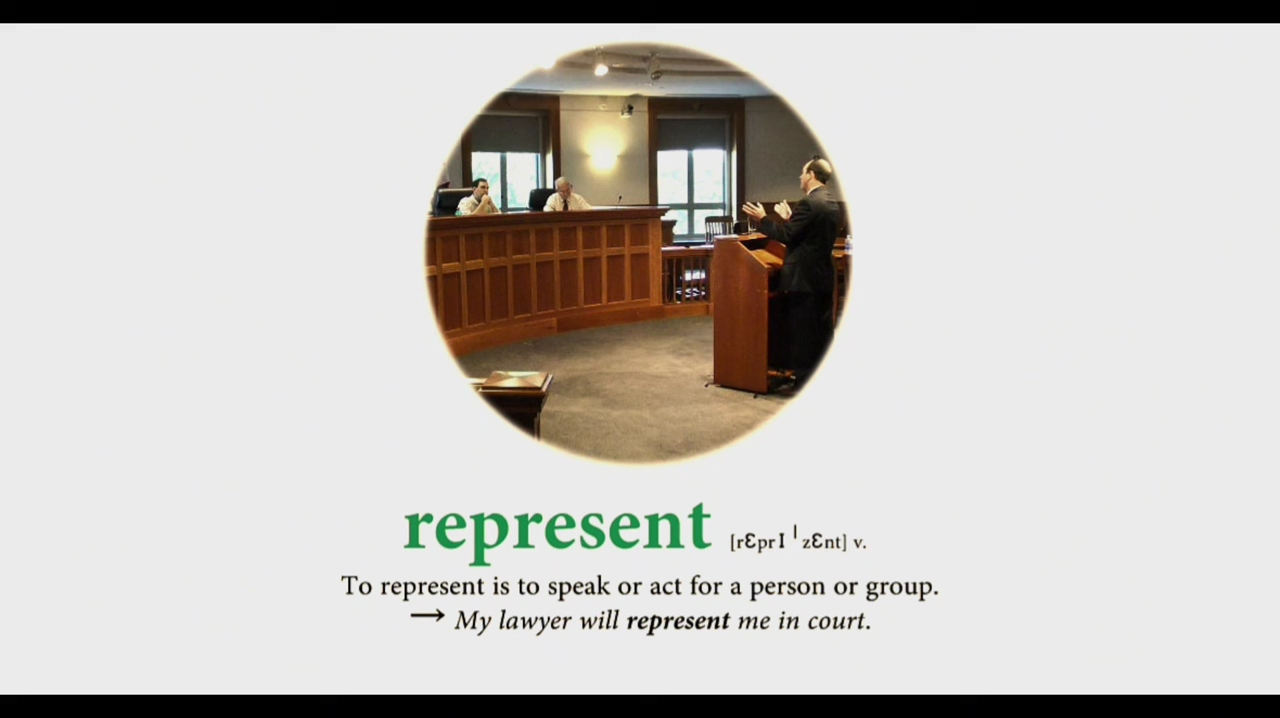 represent [rɛprɪˈzɛnt] v.
To represent is to speak or act for a person or group.
→ My lawyer will represent me in court.